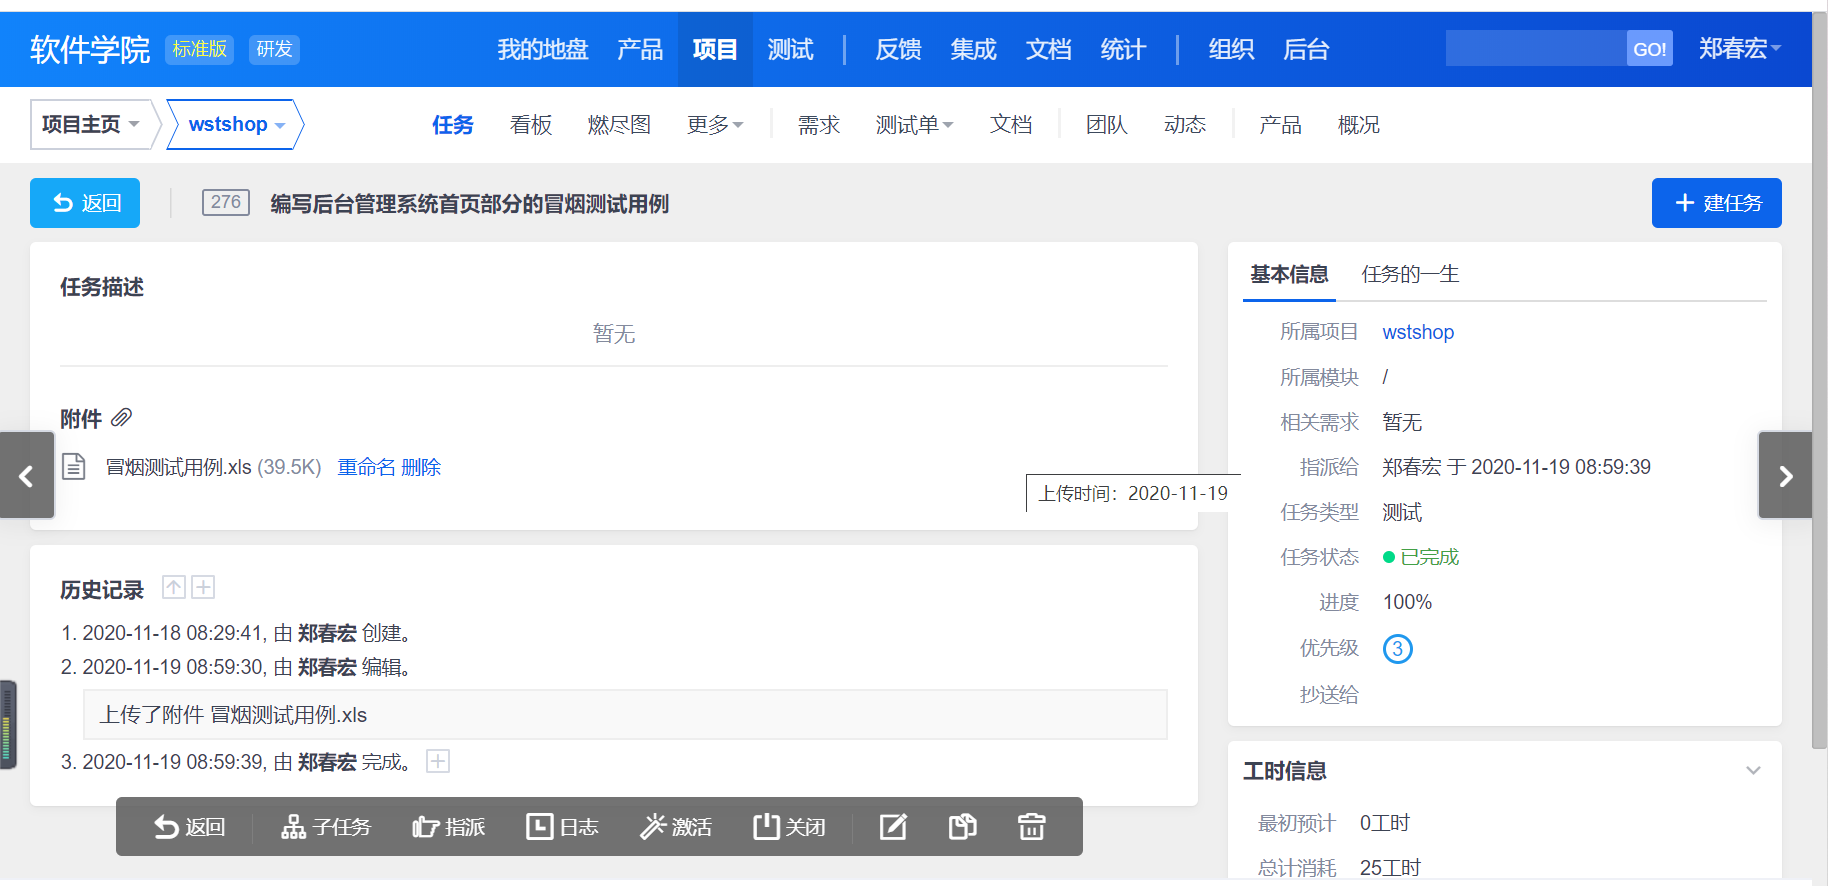 软件学院 标准版 研发 我的地盘 产品 项目 测试 反馈 集成 文档 统计 组织 后台 GO! 郑春宏
项目主页 wstshop 任务 看板 燃尽图 更多 需求 测试单 文档 团队 动态 产品 概况
返回 276 编写后台管理系统首页部分的冒烟测试用例 建任务
任务描述
暂无
附件
冒烟测试用例.xls (39.5K) 重命名 删除
上传时间：2020-11-19
历史记录
1. 2020-11-18 08:29:41, 由 郑春宏 创建。
2. 2020-11-19 08:59:30, 由 郑春宏 编辑。
上传了附件 冒烟测试用例.xls
3. 2020-11-19 08:59:39, 由 郑春宏 完成。
返回 子任务 指派 日志 激活 关闭
基本信息 任务的一生
所属项目 wstshop
所属模块 /
相关需求 暂无
指派给 郑春宏 于 2020-11-19 08:59:39
任务类型 测试
任务状态 已完成
进度 100%
优先级 3
抄送给
工时信息
最初预计 0工时
总计消耗 25工时